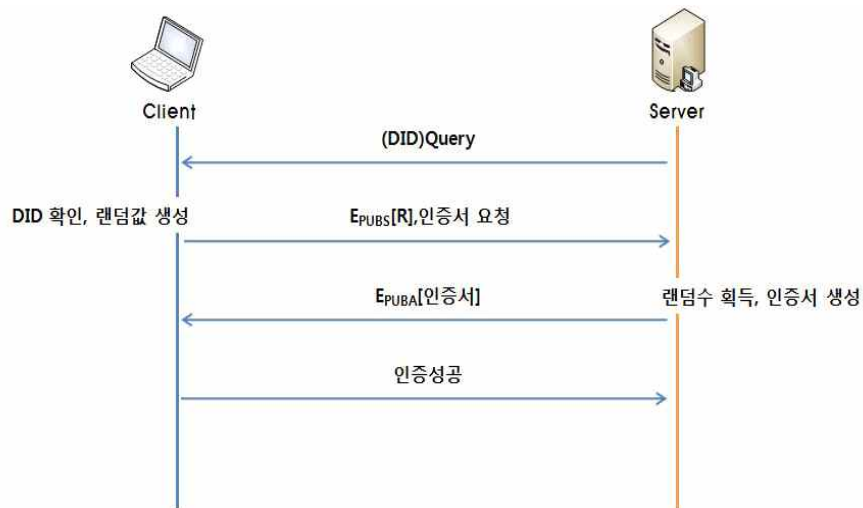 Client
Server
(DID)Query
DID 확인, 랜덤값 생성
EPUBS[R],인증서 요청
EPUBA[인증서]
랜덤수 획득, 인증서 생성
인증성공